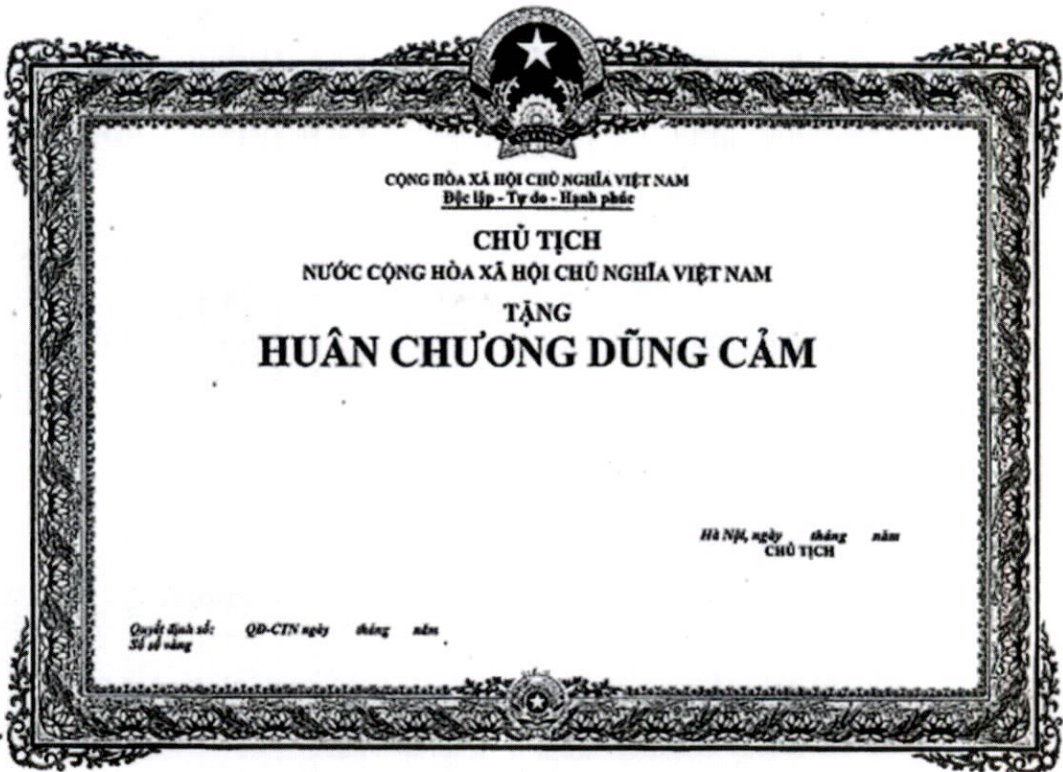 CỘNG HÒA XÃ HỘI CHỦ NGHĨA VIỆT NAM
Độc lập - Tự do - Hạnh phúc
CHỦ TỊCH
NƯỚC CỘNG HÒA XÃ HỘI CHỦ NGHĨA VIỆT NAM
TẶNG
HUÂN CHƯƠNG DŨNG CẢM
Hà Nội, ngày tháng năm
CHỦ TỊCH
Quyết định số: QĐ-CTN ngày tháng năm
Số sổ vàng